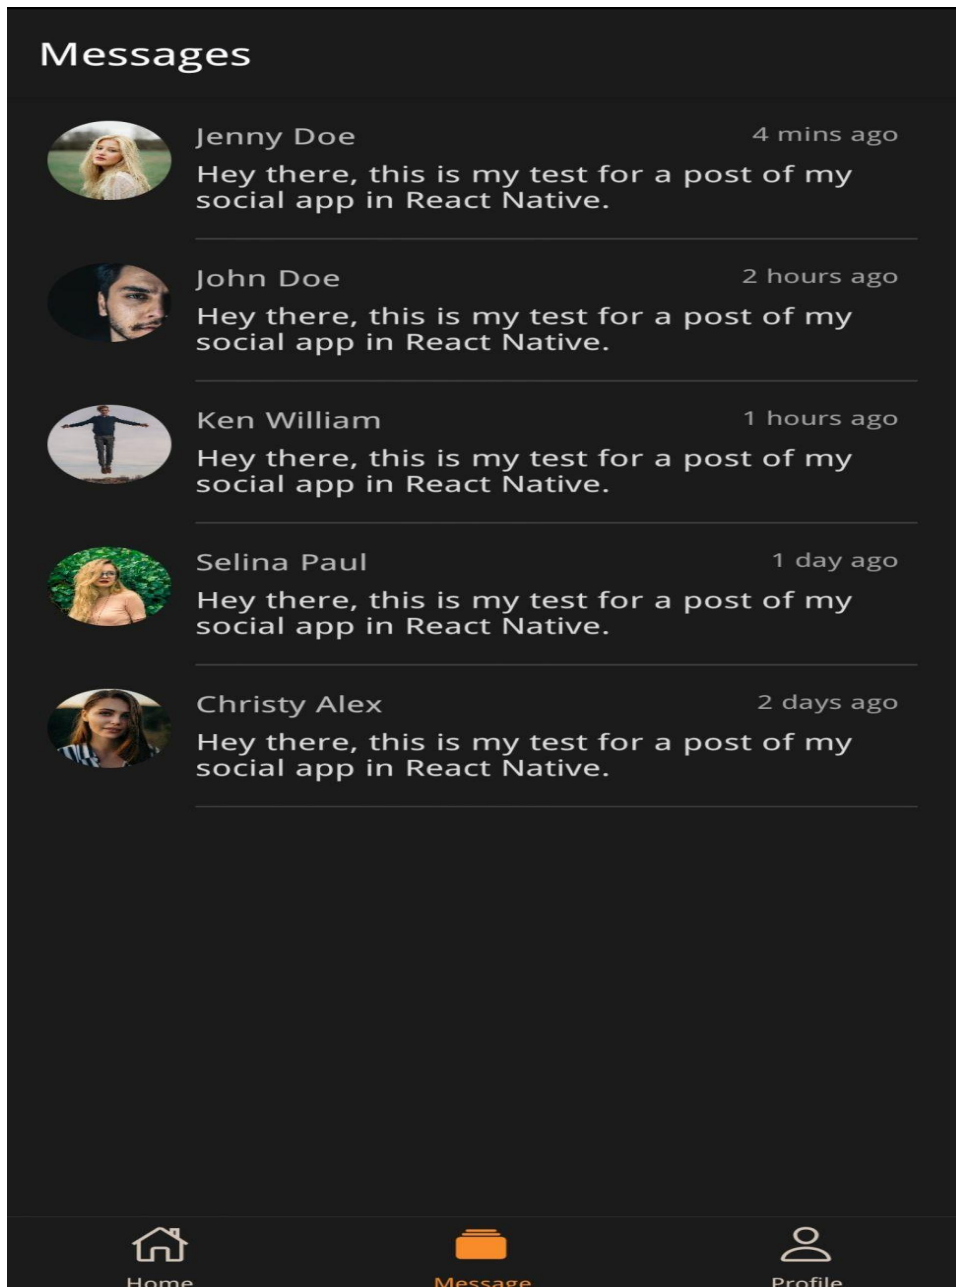 Messages
Jenny Doe
4 mins ago
Hey there, this is my test for a post of my
social app in React Native.
John Doe
2 hours ago
Hey there, this is my test for a post of my
social app in React Native.
Ken William
1 hours ago
Hey there, this is my test for a post of my
social app in React Native.
Selina Paul
1 day ago
Hey there, this is my test for a post of my
social app in React Native.
Christy Alex
2 days ago
Hey there, this is my test for a post of my
social app in React Native.
Home
Message
Profile